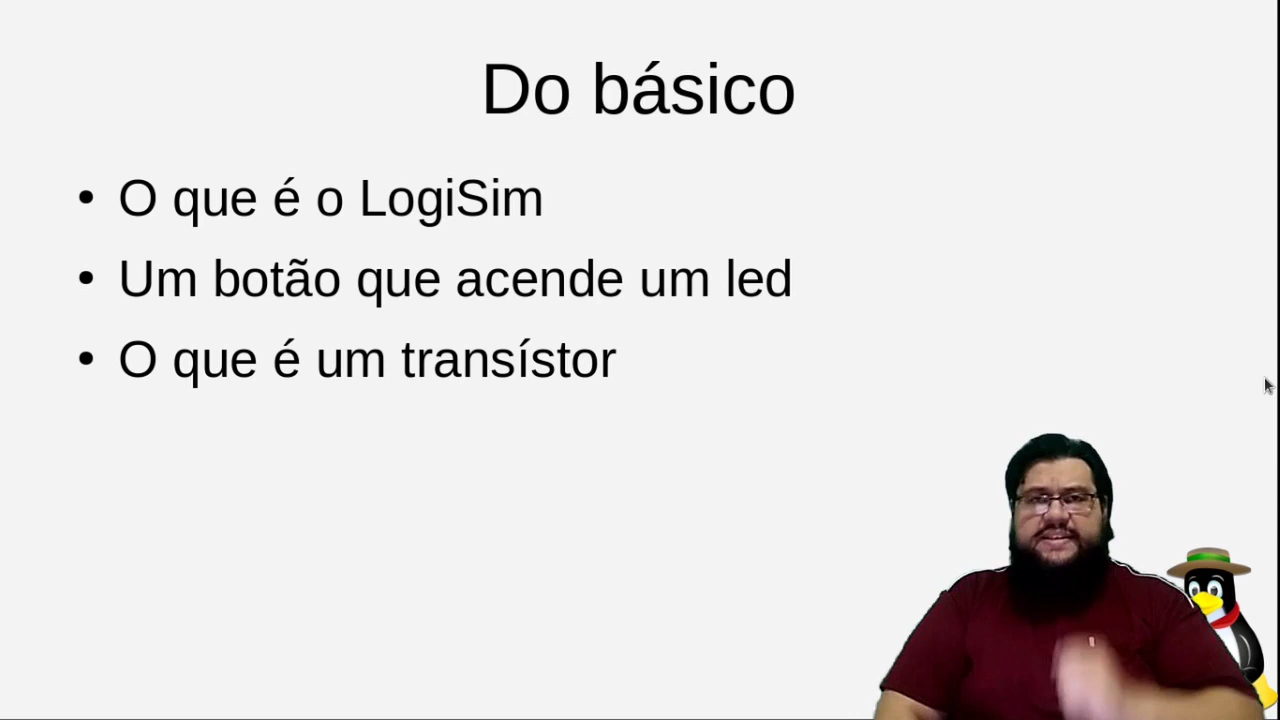 Do básico
• O que é o LogiSim
• Um botão que acende um led
• O que é um transístor